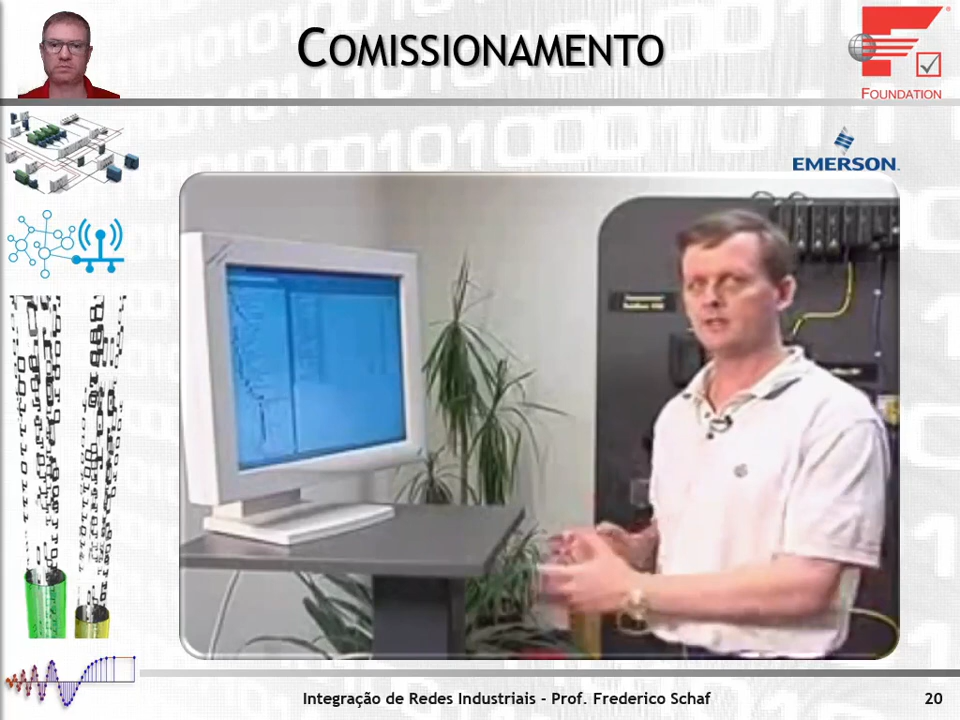 COMISSIONAMENTO
FOUNDATION
EMERSON.
Integração de Redes Industriais - Prof. Frederico Schaf
20